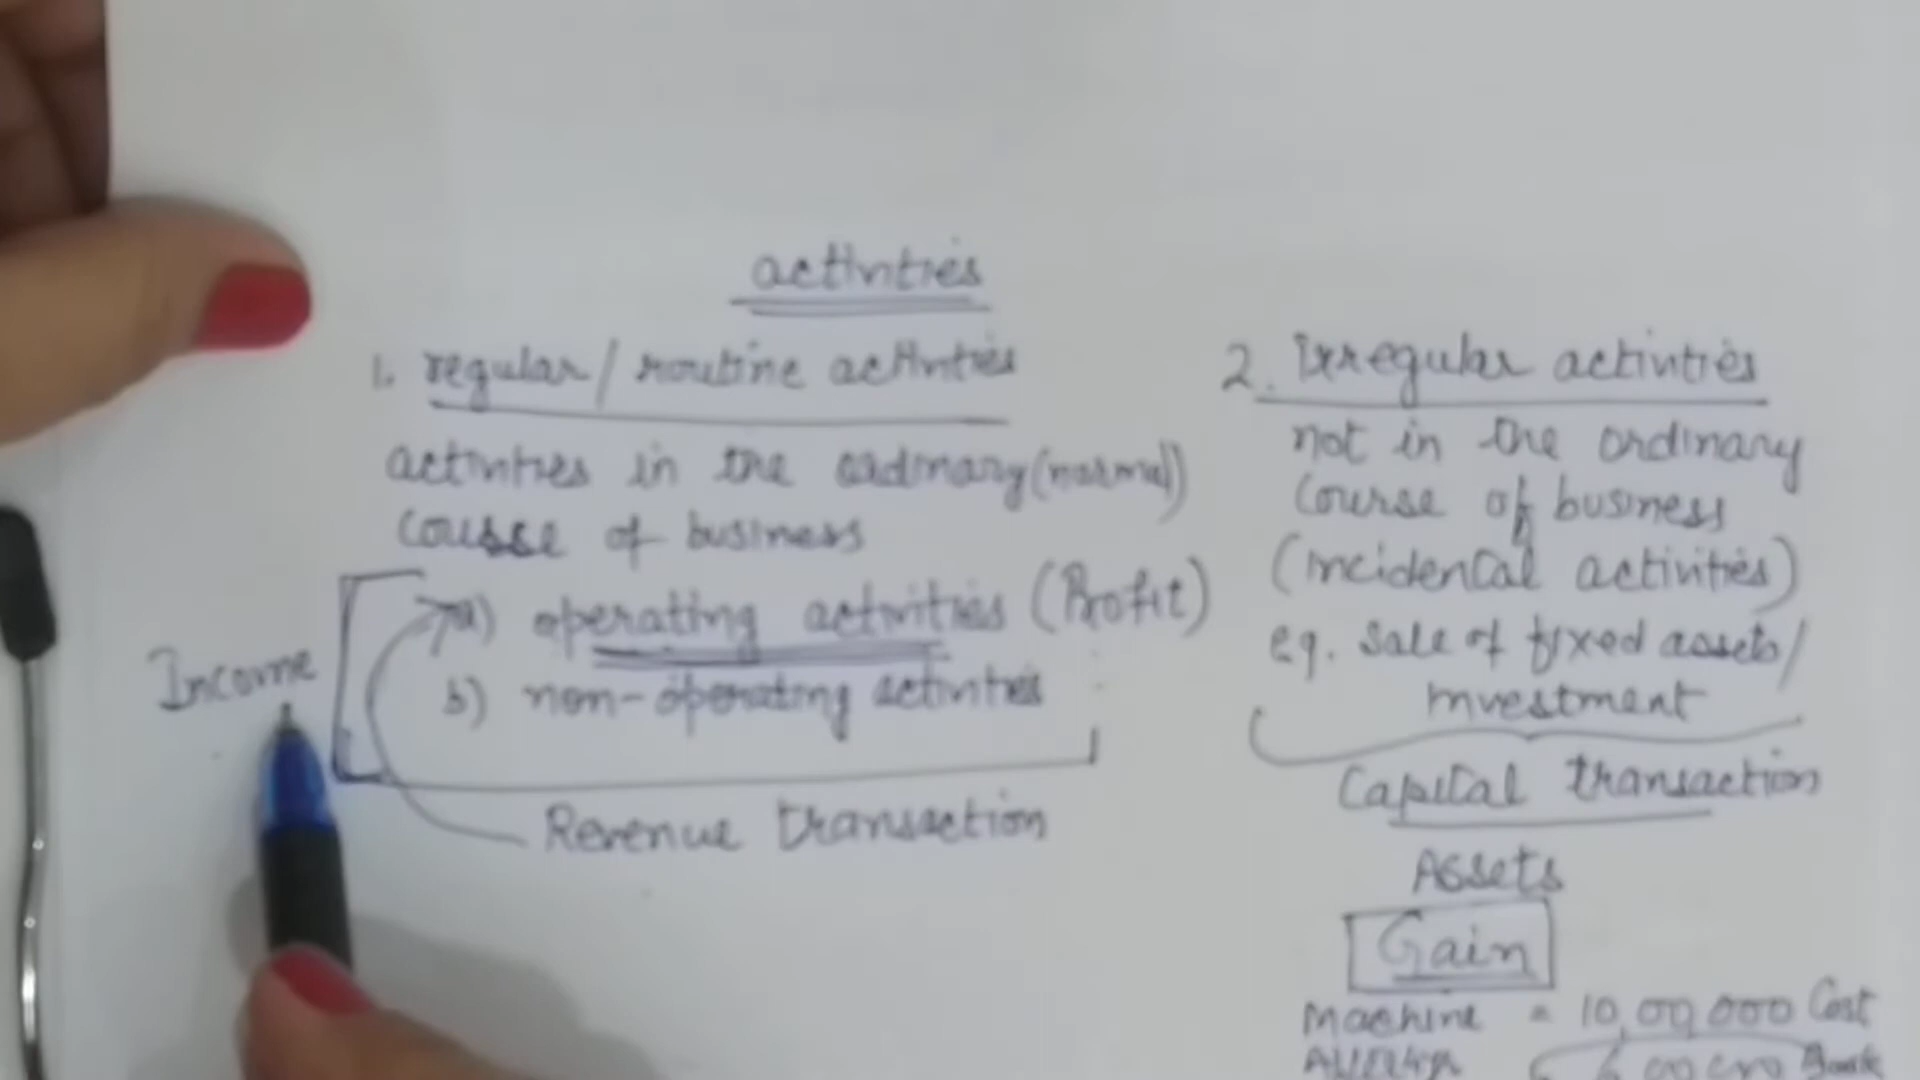 activities
1. regular / routine activities
activities in the ordinary (normal)
course of business
a) operating activities (Profit)
b) non-operating activities
Income
Revenue transaction
2. Irregular activities
not in the ordinary
course of business
(incidental activities)
eg. sale of fixed assets/
investment
Capital transaction
Assets
Gain
Machine = 10,00,000 Cost
Book